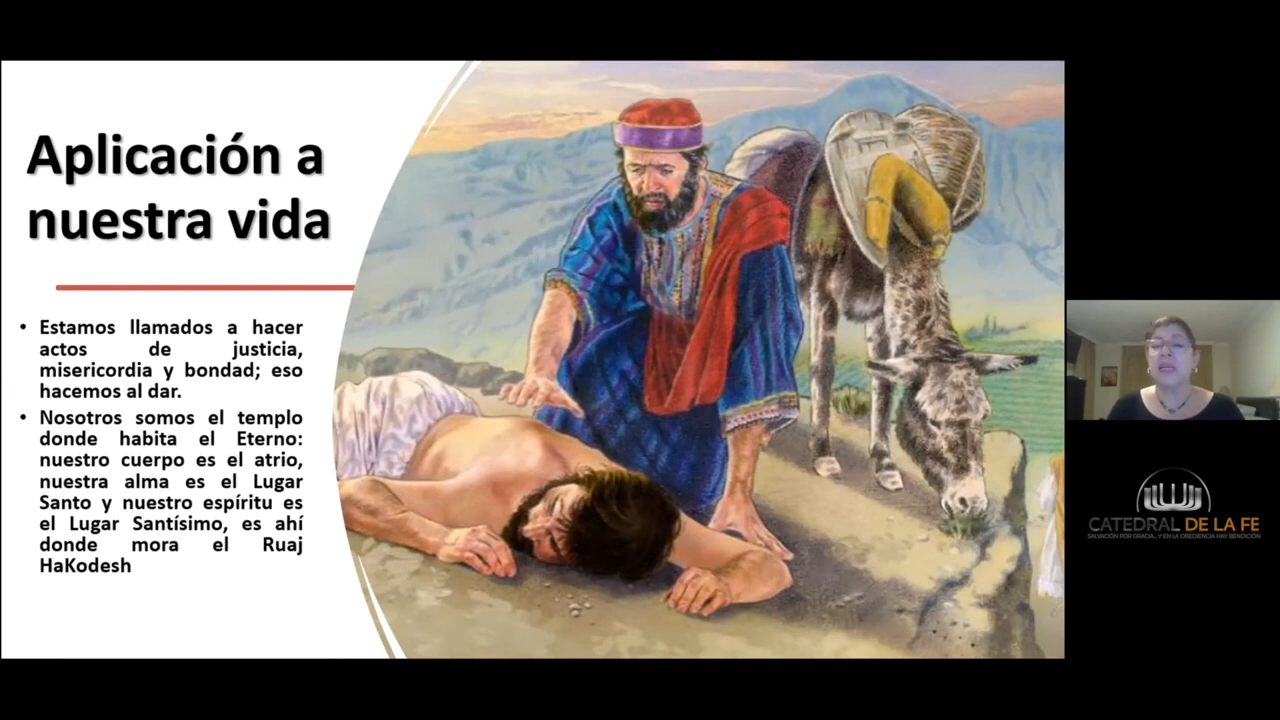 Aplicación a
nuestra vida
• Estamos llamados a hacer
actos de justicia,
misericordia y bondad; eso
hacemos al dar.
• Nosotros somos el templo
donde habita el Eterno:
nuestro cuerpo es el atrio,
nuestra alma es el Lugar
Santo y nuestro espíritu es
el Lugar Santísimo, es ahí
donde mora el Ruaj
HaKodesh
CATEDRAL DE LA FE
SALVACIÓN POR GRACIA... Y EN LA OBEDIENCIA HAY BENDICIÓN